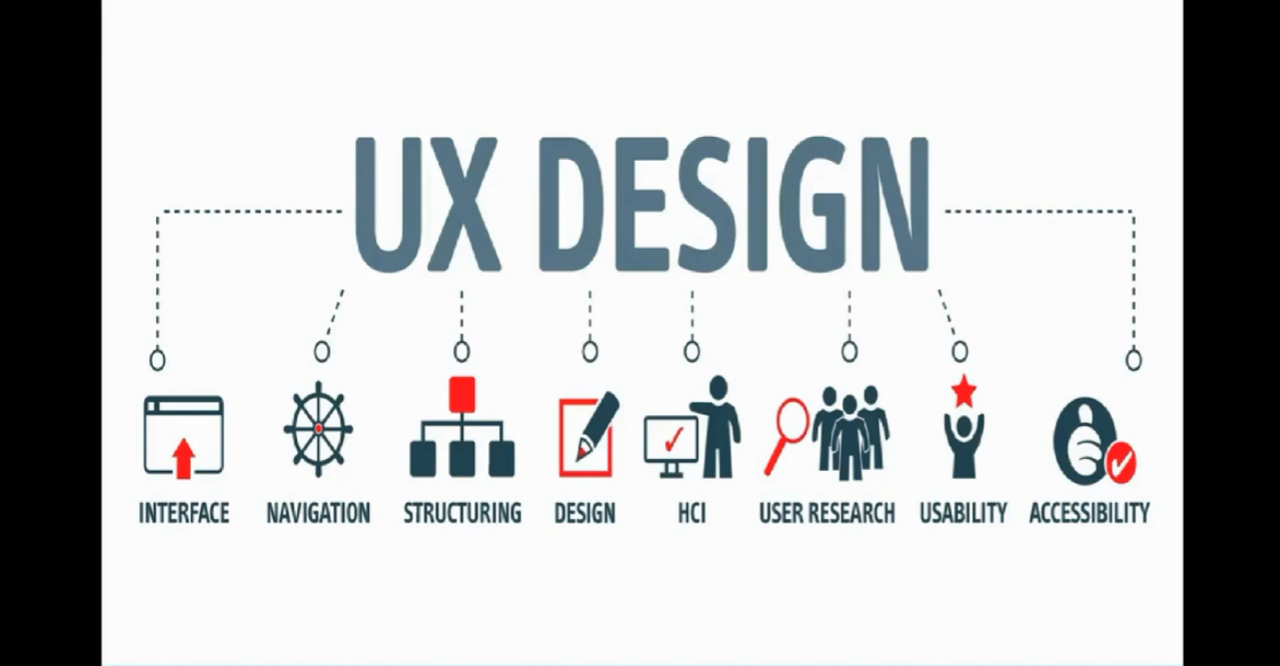 UX DESIGN
INTERFACE
NAVIGATION
STRUCTURING
DESIGN
HCI
USER RESEARCH
USABILITY
ACCESSIBILITY